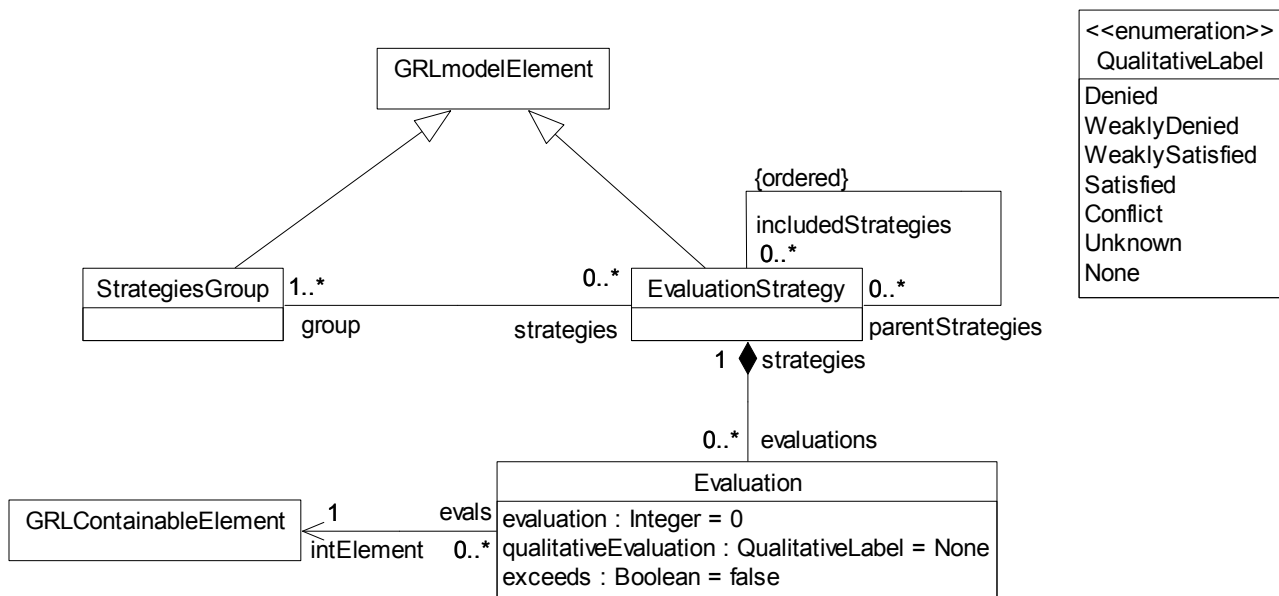 <<enumeration>>
QualitativeLabel
Denied
WeaklyDenied
WeaklySatisfied
Satisfied
Conflict
Unknown
None
GRLmodelElement
{ordered}
includedStrategies
0..*
StrategiesGroup
1..*
group
0..*
strategies
EvaluationStrategy
0..*
parentStrategies
1
strategies
0..*
evaluations
GRLContainableElement
1
intElement
evals
0..*
Evaluation
evaluation : Integer = 0
qualitativeEvaluation : QualitativeLabel = None
exceeds : Boolean = false